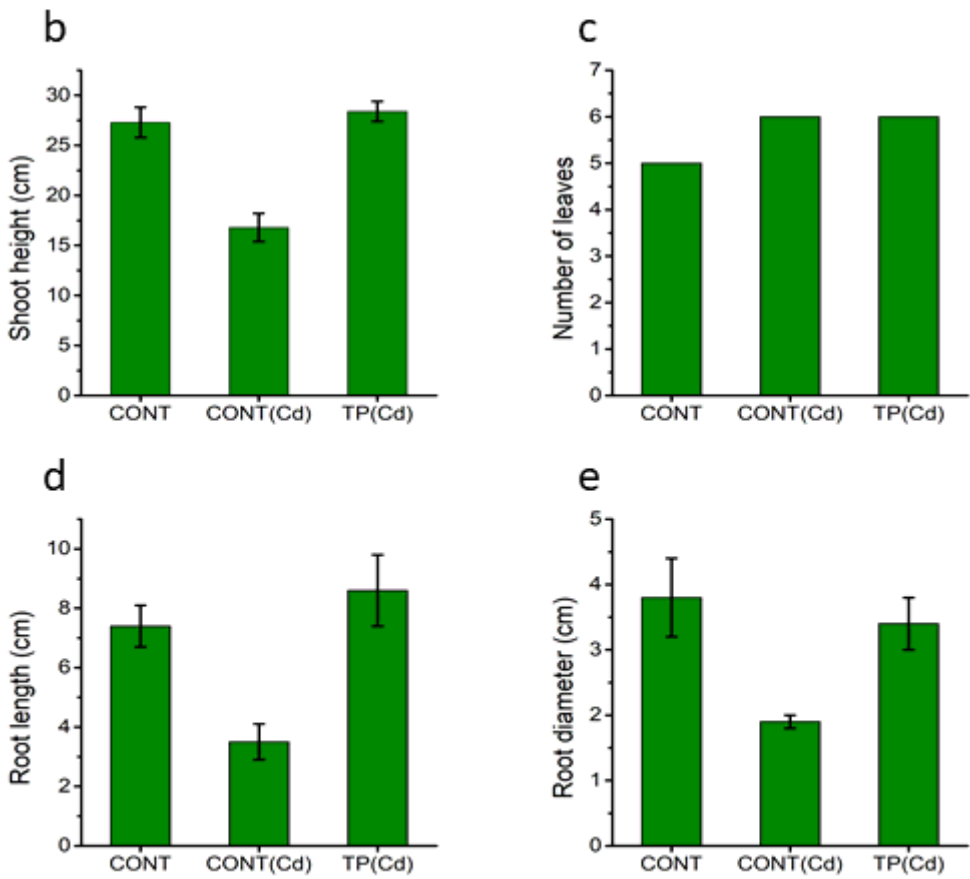 b
Shoot height (cm)
30
25
20
15
10
5
0
CONT CONT(Cd) TP(Cd)
c
Number of leaves
7
6
5
4
3
2
1
0
CONT CONT(Cd) TP(Cd)
d
Root length (cm)
10
8
6
4
2
0
CONT CONT(Cd) TP(Cd)
e
Root diameter (cm)
5
4
3
2
1
0
CONT CONT(Cd) TP(Cd)